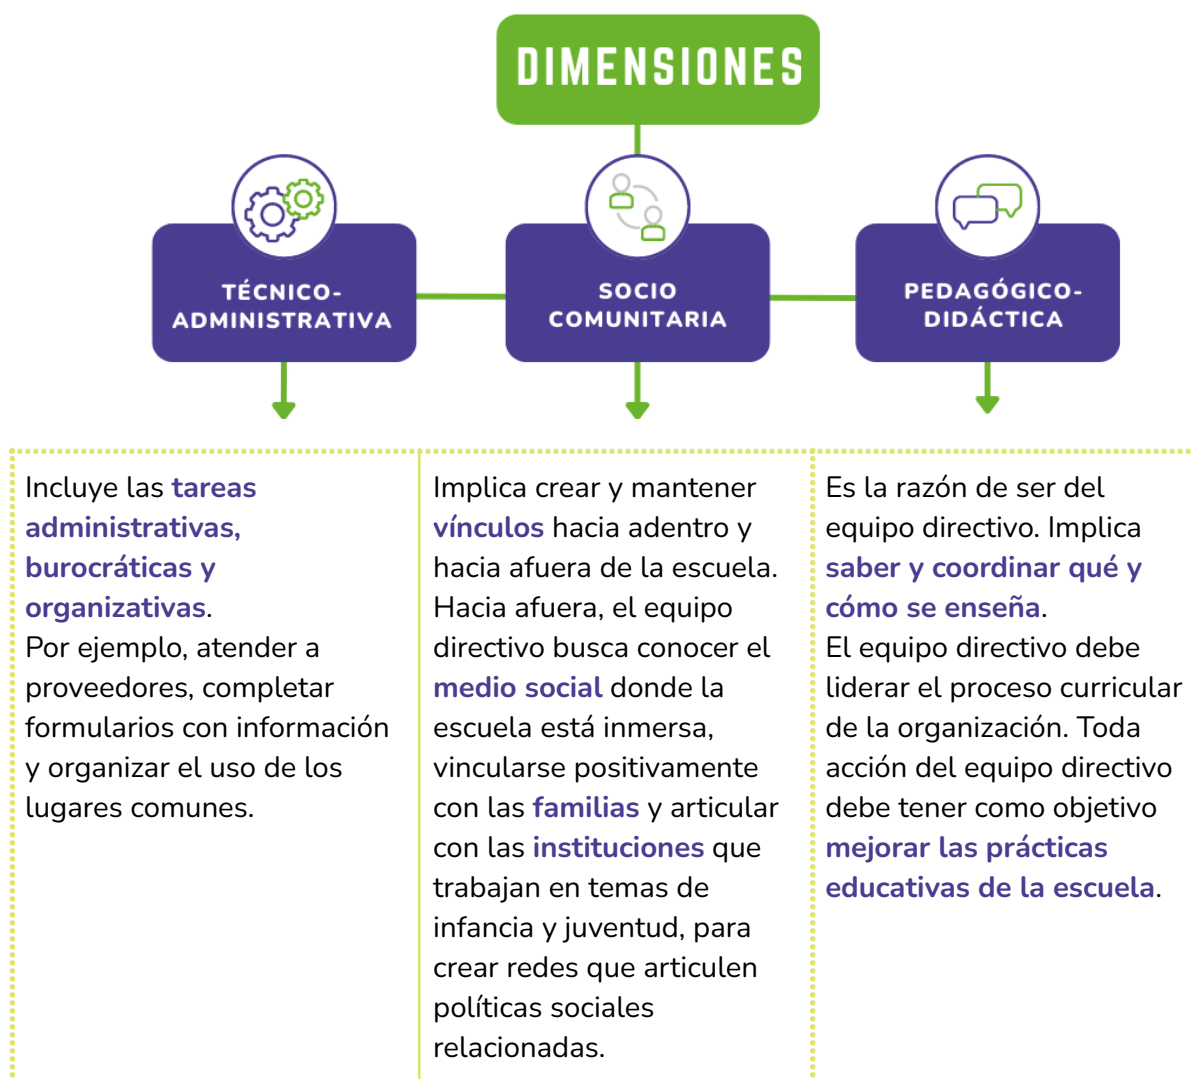 DIMENSIONES
TÉCNICO-
ADMINISTRATIVA
SOCIO
COMUNITARIA
PEDAGÓGICO-
DIDÁCTICA
Incluye las tareas
administrativas,
burocráticas y
organizativas.
Por ejemplo, atender a
proveedores, completar
formularios con información
y organizar el uso de los
lugares comunes.
Implica crear y mantener
vínculos hacia adentro y
hacia afuera de la escuela.
Hacia afuera, el equipo
directivo busca conocer el
medio social donde la
escuela está inmersa,
vincularse positivamente
con las familias y articular
con las instituciones que
trabajan en temas de
infancia y juventud, para
crear redes que articulen
políticas sociales
relacionadas.
Es la razón de ser del
equipo directivo. Implica
saber y coordinar qué y
cómo se enseña.
El equipo directivo debe
liderar el proceso curricular
de la organización. Toda
acción del equipo directivo
debe tener como objetivo
mejorar las prácticas
educativas de la escuela.